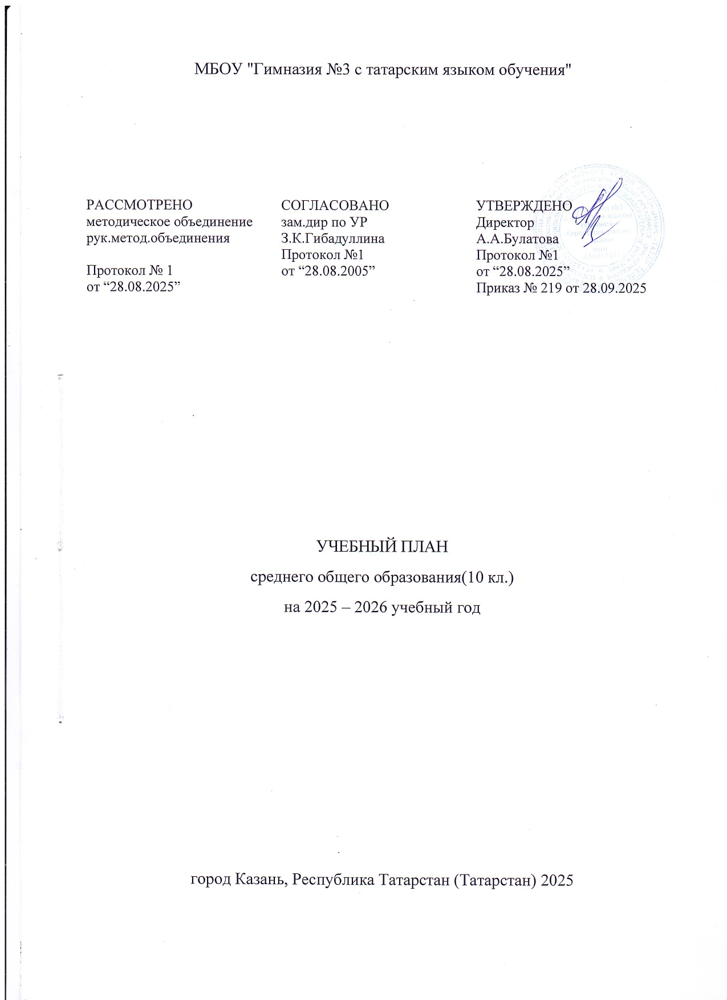 МБОУ "Гимназия №3 с татарским языком обучения"
РАССМОТРЕНО
методическое объединение
рук.метод.объединения
Протокол № 1
от “28.08.2025”
СОГЛАСОВАНО
зам.дир по УР
З.К.Гибадуллина
Протокол №1
от “28.08.2005”
УТВЕРЖДЕНО
Директор
А.А.Булатова
Протокол №1
от “28.08.2025”
Приказ № 219 от 28.09.2025
УЧЕБНЫЙ ПЛАН
среднего общего образования(10 кл.)
на 2025 – 2026 учебный год
город Казань, Республика Татарстан (Татарстан) 2025